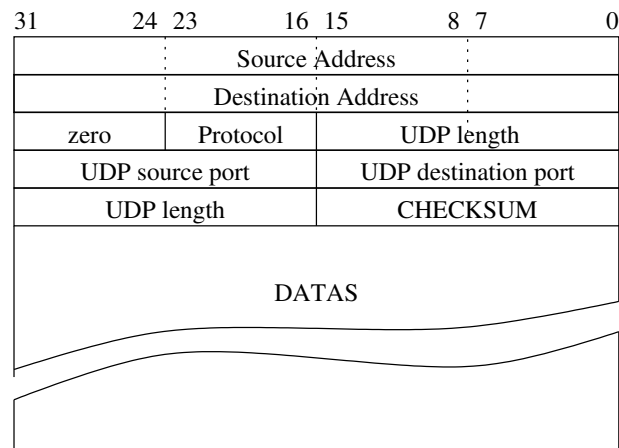 31 24 23 16 15 8 7 0
Source Address
Destination Address
zero Protocol UDP length
UDP source port UDP destination port
UDP length CHECKSUM
DATAS